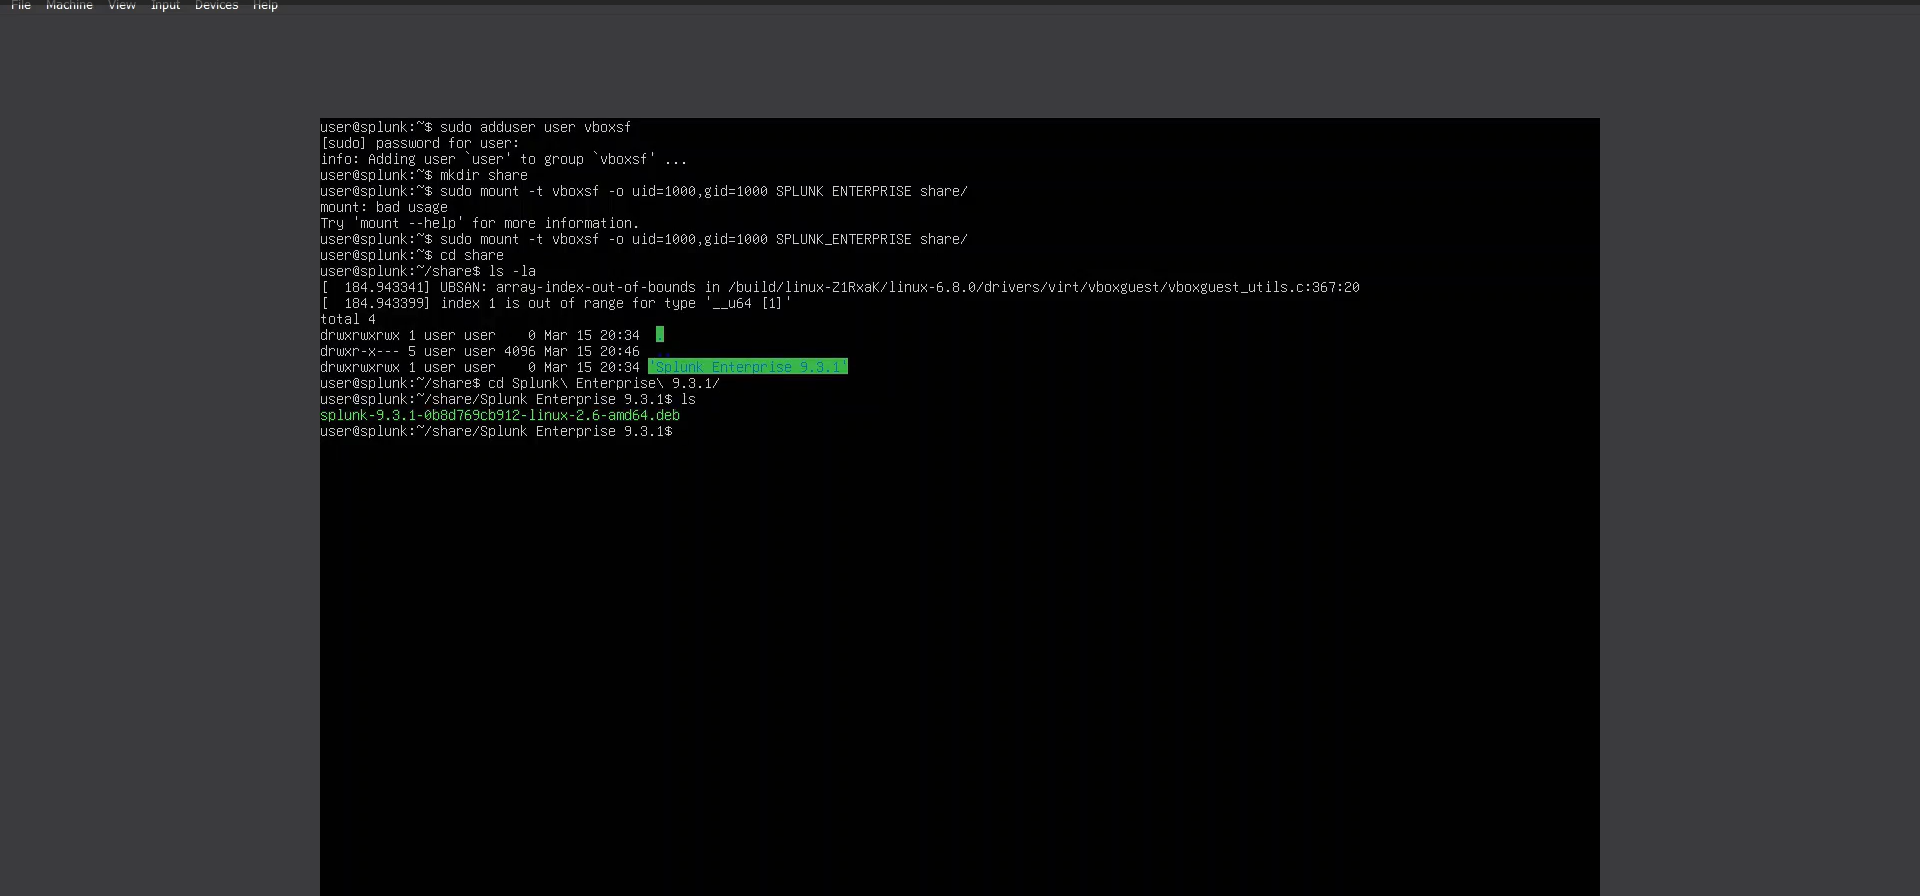 File Machine View Input Devices Help
user@splunk:~$ sudo adduser user vboxsf
[sudo] password for user:
info: Adding user `user' to group `vboxsf' ...
user@splunk:~$ mkdir share
user@splunk:~$ sudo mount -t vboxsf -o uid=1000,gid=1000 SPLUNK ENTERPRISE share/
mount: bad usage
Try 'mount --help' for more information.
user@splunk:~$ sudo mount -t vboxsf -o uid=1000,gid=1000 SPLUNK_ENTERPRISE share/
user@splunk:~$ cd share
user@splunk:~/share$ ls -la
[  184.943341] UBSAN: array-index-out-of-bounds in /build/linux-Z1RxaK/linux-6.8.0/drivers/virt/vboxguest/vboxguest_utils.c:367:20
[  184.943399] index 1 is out of range for type '__u64 [1]'
total 4
drwxrwxrwx 1 user user    0 Mar 15 20:34  .
drwxr-x--- 5 user user 4096 Mar 15 20:46  ..
drwxrwxrwx 1 user user    0 Mar 15 20:34 'Splunk Enterprise 9.3.1'
user@splunk:~/share$ cd Splunk\ Enterprise\ 9.3.1/
user@splunk:~/share/Splunk Enterprise 9.3.1$ ls
splunk-9.3.1-0b8d769cb912-linux-2.6-amd64.deb
user@splunk:~/share/Splunk Enterprise 9.3.1$